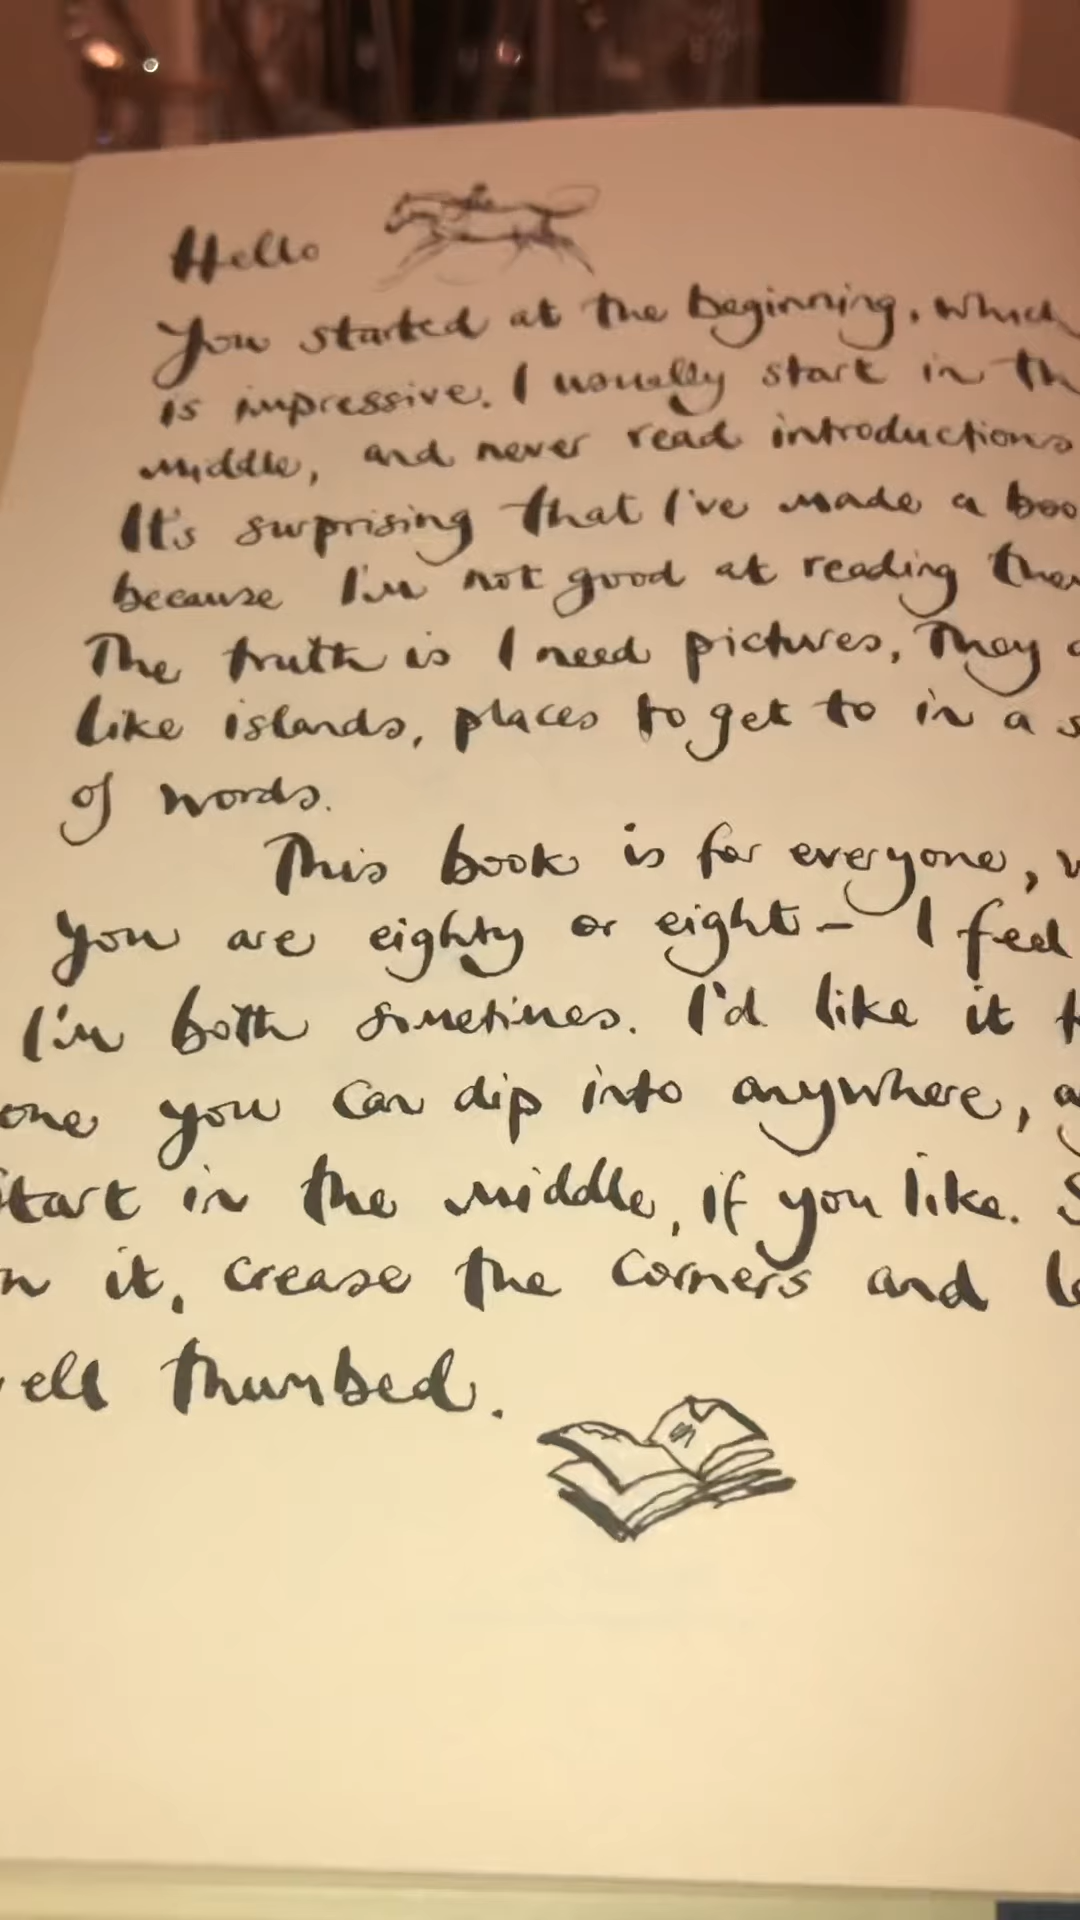 Hello
You started at the beginning, which
is impressive. I usually start in
middle, and never read introductions
It's surprising that I've made a
because I'm not good at reading
The truth is I need pictures, They
like islands, places to get to in a
of words.
This book is for everyone,
you are eighty or eight - I feel
I'm both sometimes. I'd like it
one you can dip into anywhere,
start in the middle, if you like.
it, crease the corners and
thumbed.